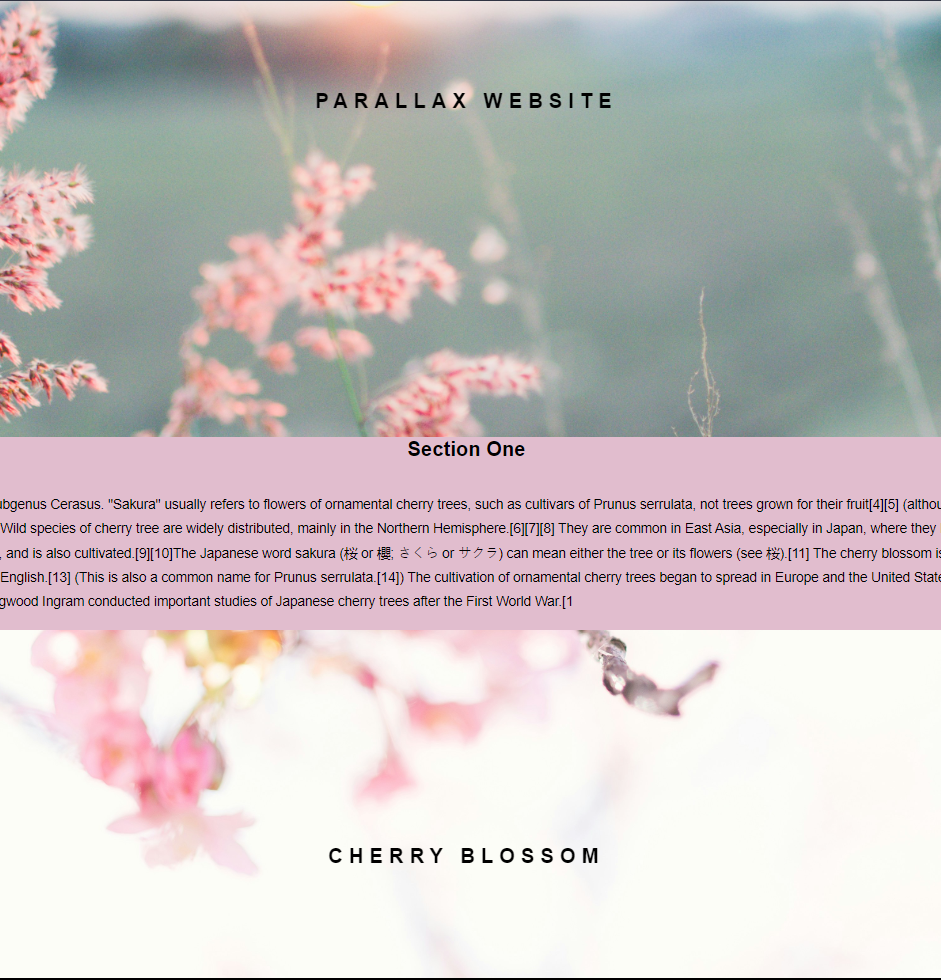 PARALLAX WEBSITE
Section One
genus Cerasus. "Sakura" usually refers to flowers of ornamental cherry trees, such as cultivars of Prunus serrulata, not trees grown for their fruit[4][5]
Wild species of cherry tree are widely distributed, mainly in the Northern Hemisphere.[6][7][8] They are common in East Asia, especially in Japan, where they
, and is also cultivated.[9][10]The Japanese word sakura (桜 or 櫻; さくら or サクラ) can mean either the tree or its flowers (see 桜).[11] The cherry blossom
English.[13] (This is also a common name for Prunus serrulata.[14]) The cultivation of ornamental cherry trees began to spread in Europe and the United
gwood Ingram conducted important studies of Japanese cherry trees after the First World War.[1
CHERRY BLOSSOM